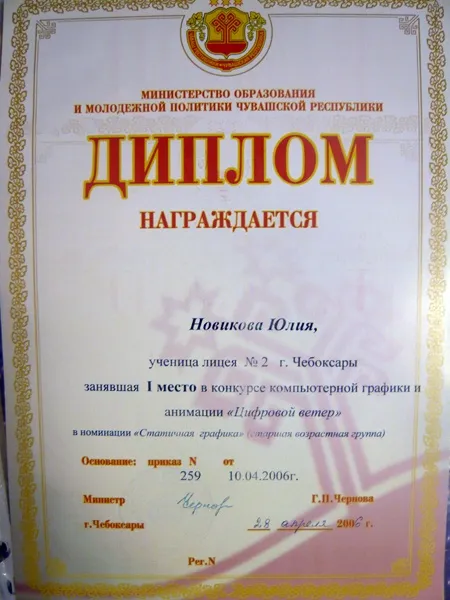 МИНИСТЕРСТВО ОБРАЗОВАНИЯ
И МОЛОДЕЖНОЙ ПОЛИТИКИ ЧУВАШСКОЙ РЕСПУБЛИКИ
ДИПЛОМ
НАГРАЖДАЕТСЯ
Новикова Юлия,
ученица лицея № 2 г. Чебоксары
занявшая I место в конкурсе компьютерной графики и
анимации «Цифровой ветер»
в номинации «Статичная графика» (старшая возрастная группа)
Основание: приказ N от
259 10.04.2006г.
Министр Чернов Г.П.Чернова
г.Чебоксары 28 апреля 2006 г.
Рег.N